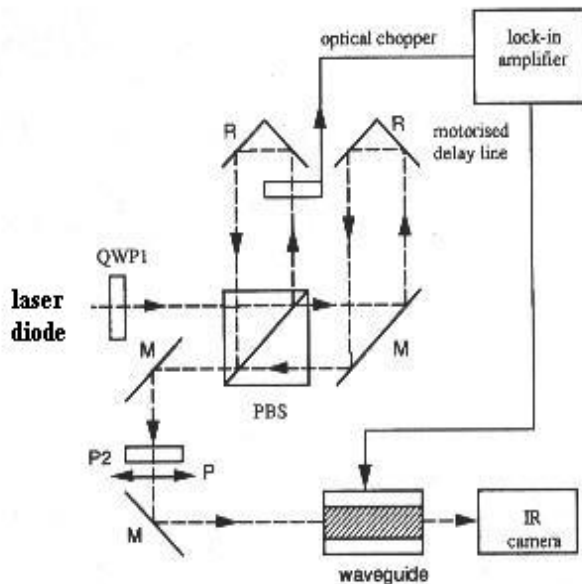 optical chopper
lock-in
amplifier
R
R
motorised
delay line
QWP1
laser
diode
M
M
PBS
P2
P
M
IR
camera
waveguide